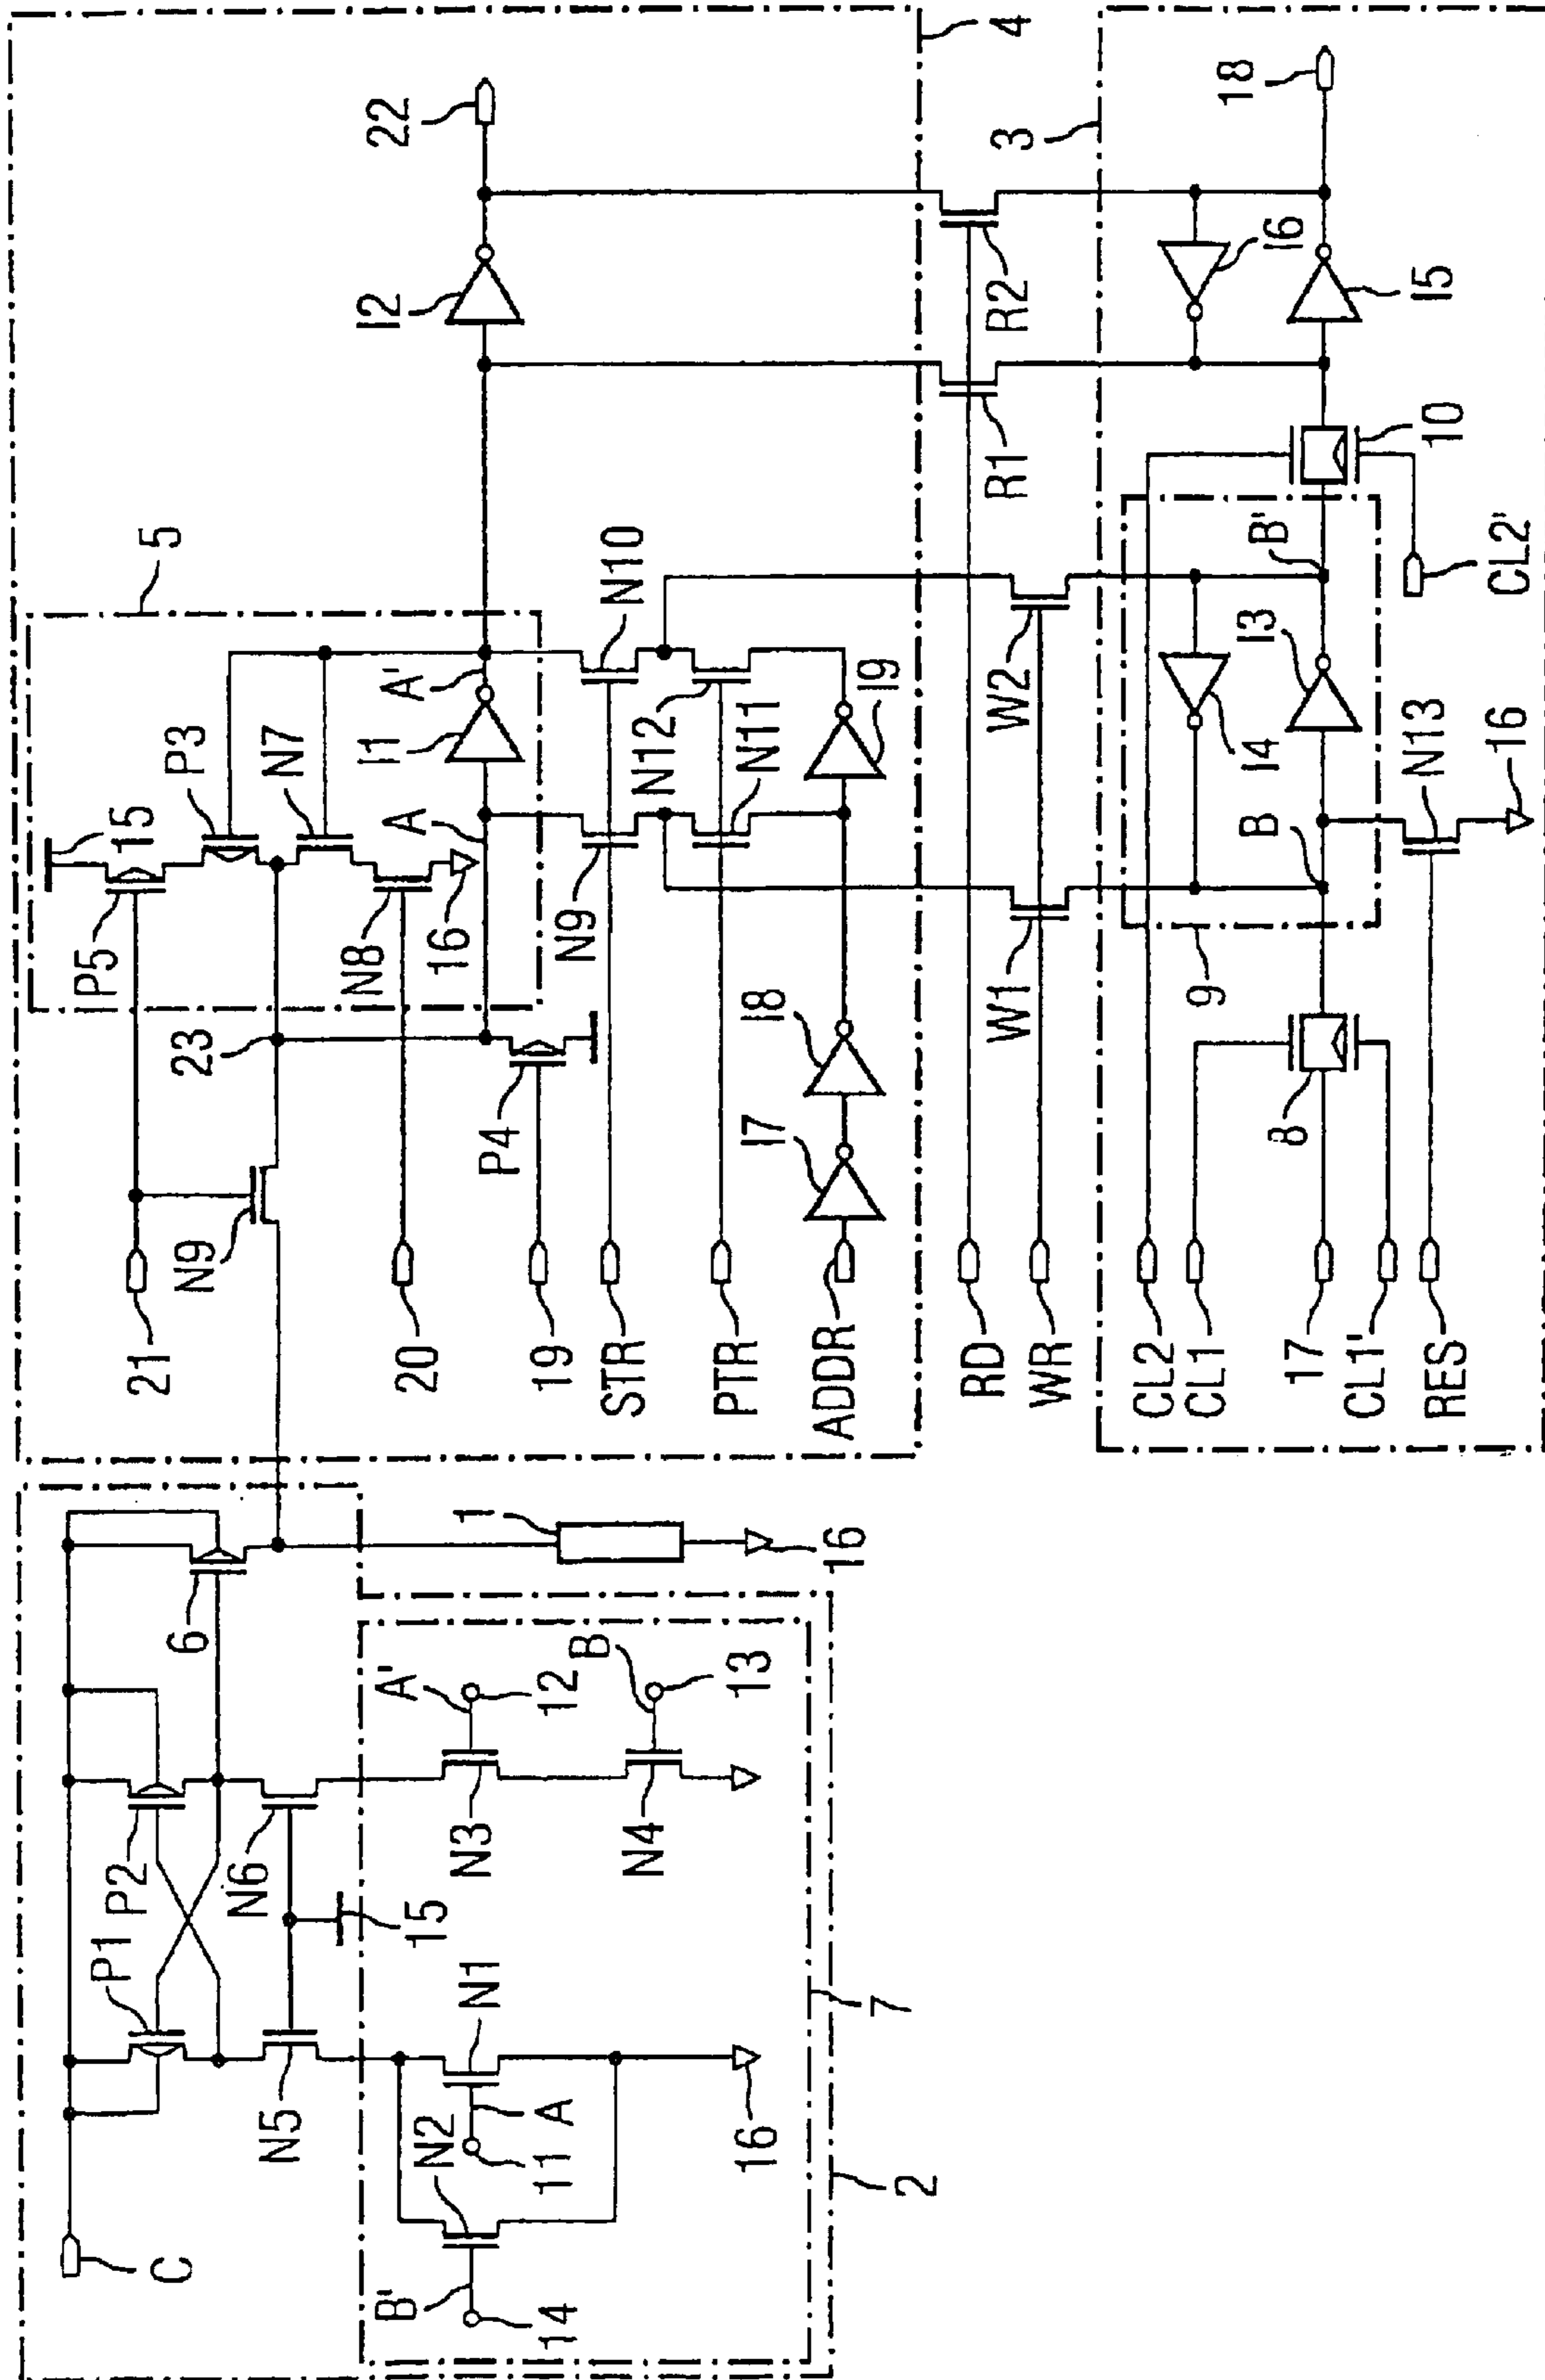 C
B'
14
N2
A
11
N5
N1
P1
P2
N6
15
6
16
2
7
N3
A'
12
N4
B
13
1
16
21
N9
23
P5
15
P3
5
N7
N8
16
A
I1
A'
20
19
P4
STR
PTR
ADDR
N9
N10
N12
N11
I7
I8
I9
I2
22
4
RD
WR
W1
W2
R1
R2
3
CL2
CL1
17
CL1'
RES
8
9
B
I4
I3
B'
N13
16
CL2'
10
I6
I5
18